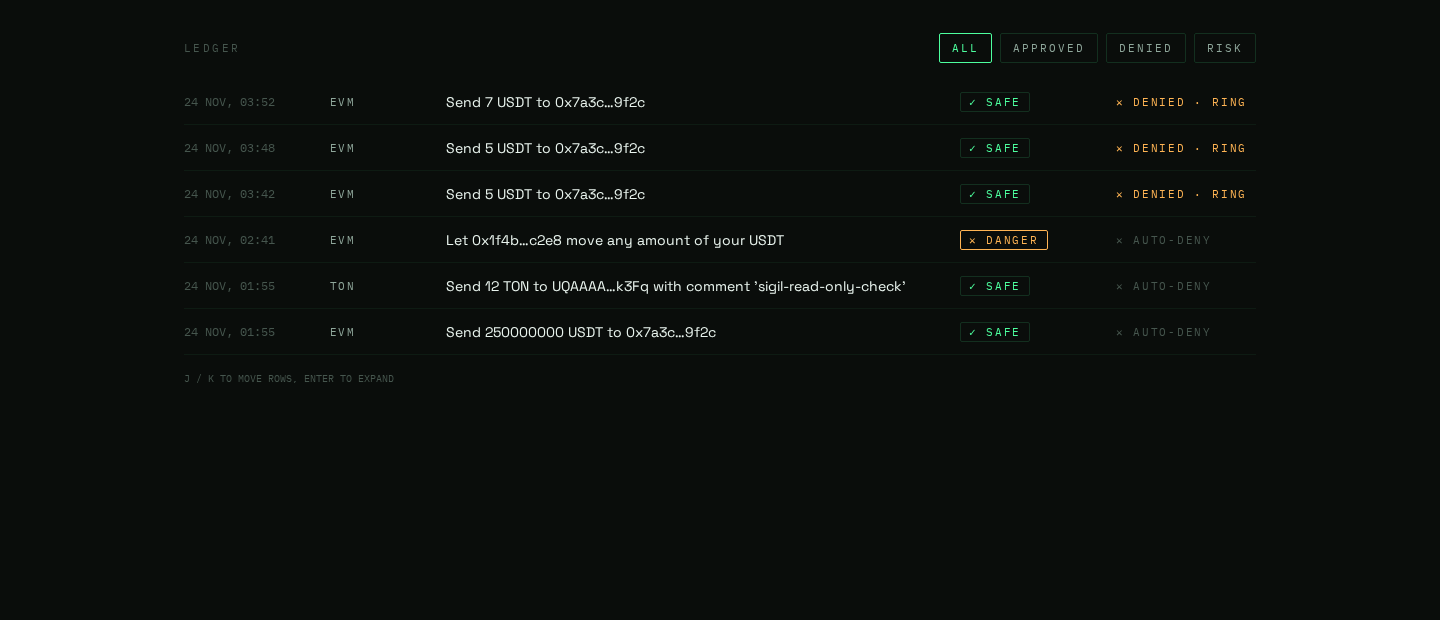 LEDGER
ALL APPROVED DENIED RISK
24 NOV, 03:52 EVM Send 7 USDT to 0x7a3c…9f2c ✓ SAFE × DENIED · RING
24 NOV, 03:48 EVM Send 5 USDT to 0x7a3c…9f2c ✓ SAFE × DENIED · RING
24 NOV, 03:42 EVM Send 5 USDT to 0x7a3c…9f2c ✓ SAFE × DENIED · RING
24 NOV, 02:41 EVM Let 0x1f4b…c2e8 move any amount of your USDT × DANGER × AUTO-DENY
24 NOV, 01:55 TON Send 12 TON to UQAAAA…k3Fq with comment 'sigil-read-only-check' ✓ SAFE × AUTO-DENY
24 NOV, 01:55 EVM Send 250000000 USDT to 0x7a3c…9f2c ✓ SAFE × AUTO-DENY
J / K TO MOVE ROWS, ENTER TO EXPAND